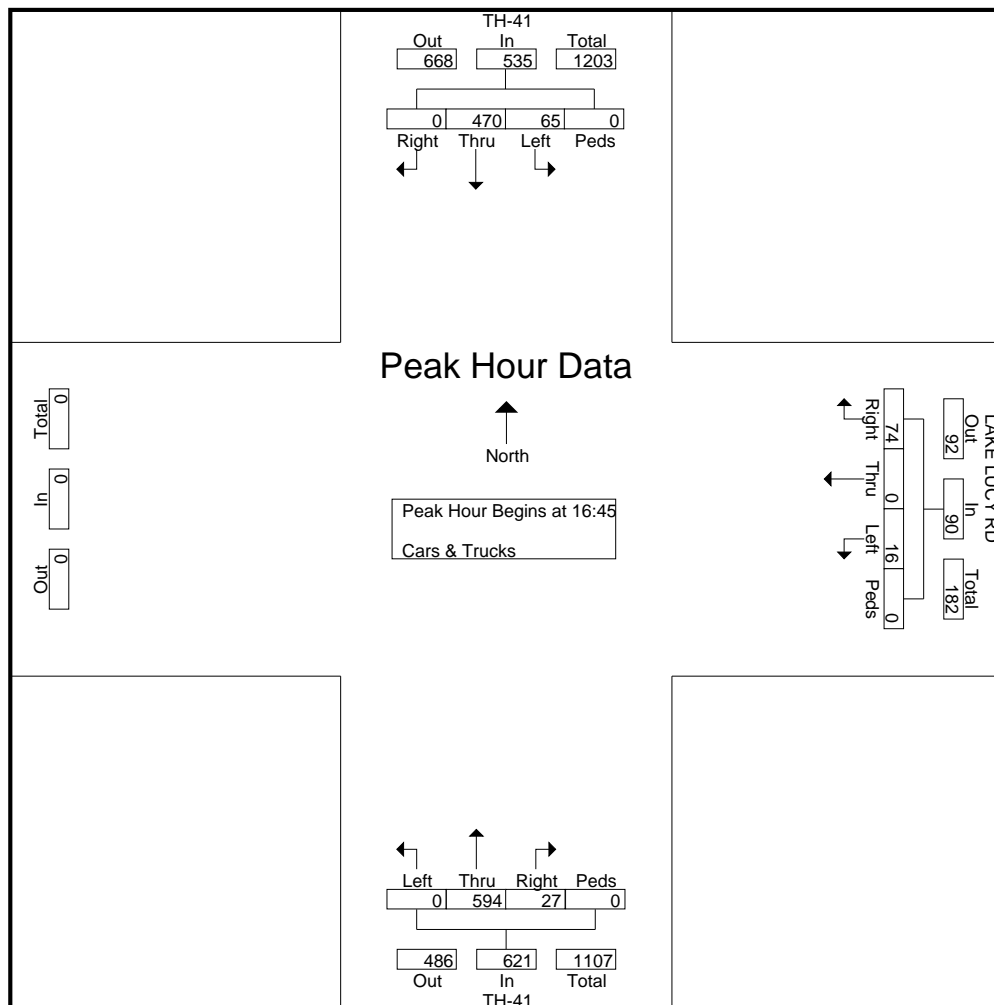 TH-41
Out In Total
668 535 1203
0 470 65 0
Right Thru Left Peds
Peak Hour Data
North
Peak Hour Begins at 16:45
Cars & Trucks
Total In Out
0 0 0
LAKE LUCY RD
Out In Total
92 90 182
74 0 16 0
Right Thru Left Peds
Left Thru Right Peds
0 594 27 0
486 621 1107
Out In Total
TH-41